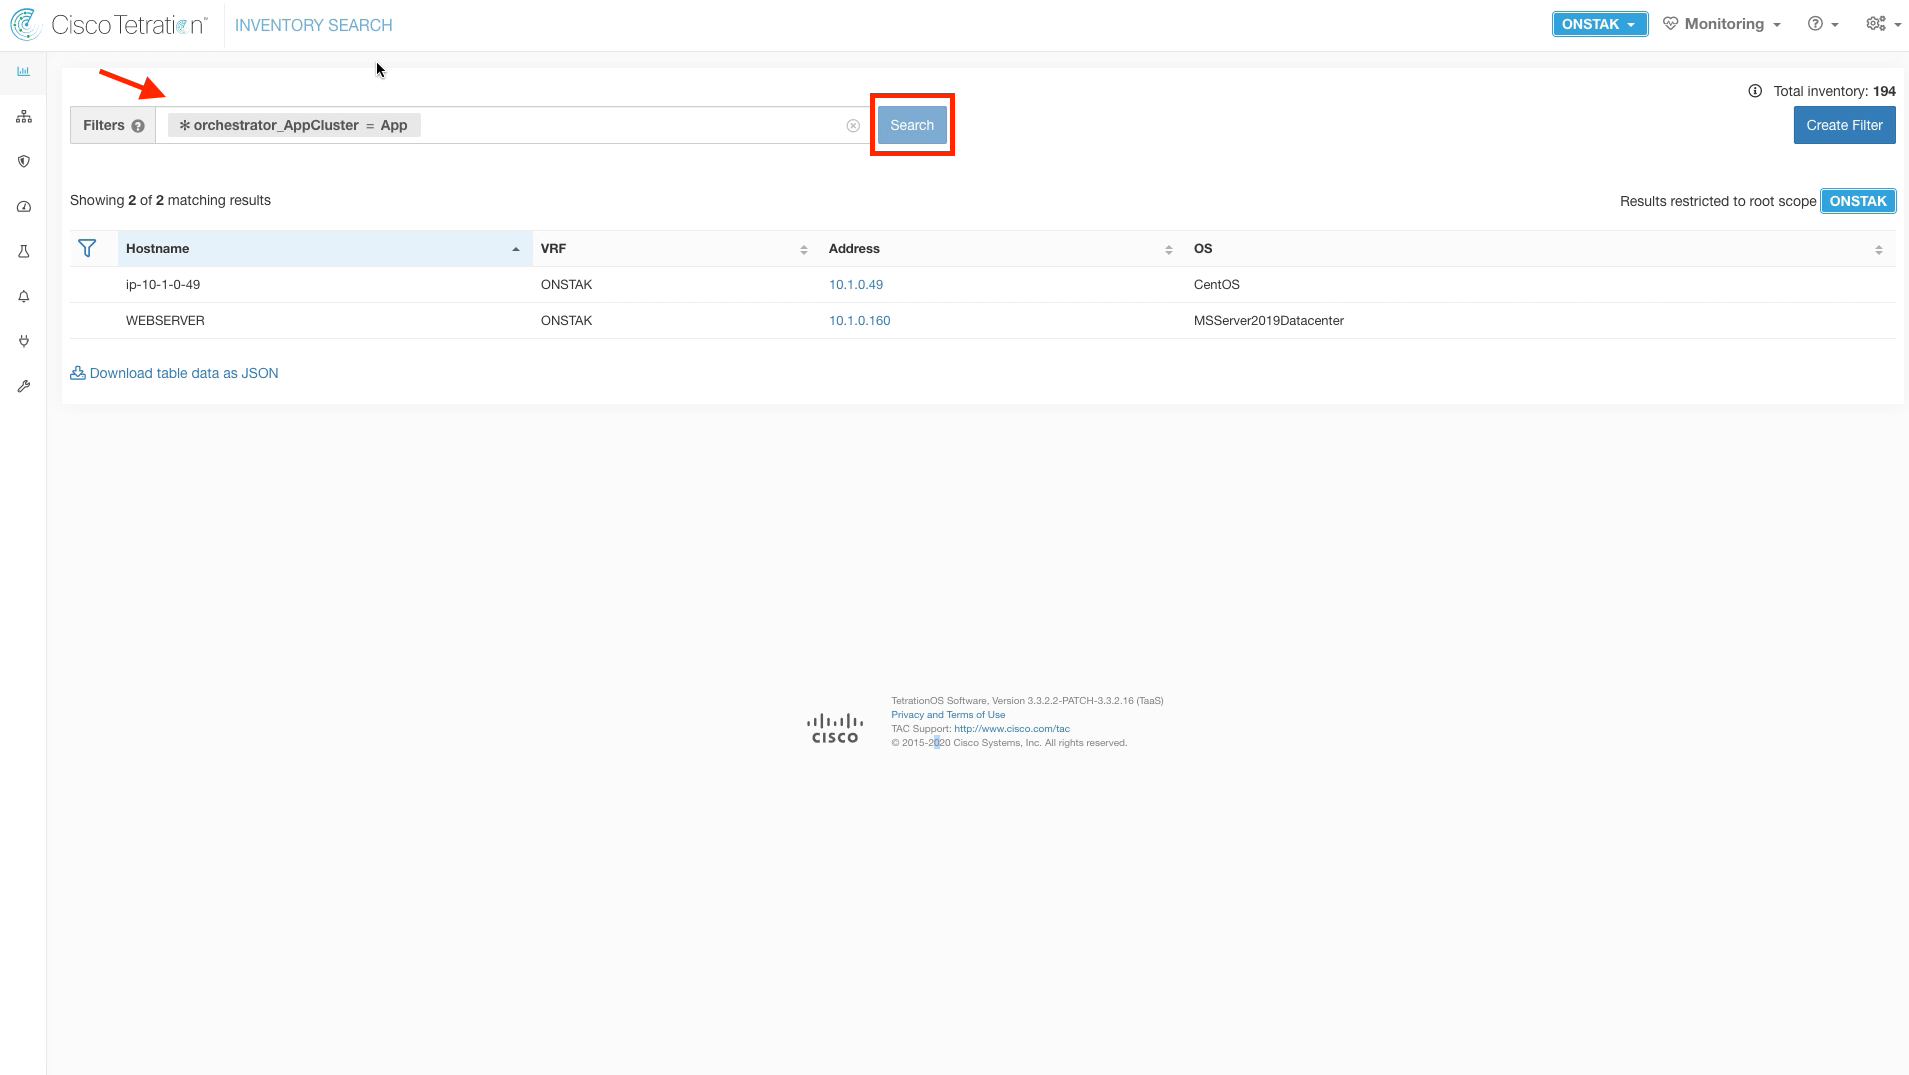 Cisco Tetration™ INVENTORY SEARCH ONSTAK Monitoring
Total inventory: 194
Filters ✻ orchestrator_AppCluster = App Search Create Filter
Showing 2 of 2 matching results Results restricted to root scope ONSTAK
Hostname VRF Address OS
ip-10-1-0-49 ONSTAK 10.1.0.49 CentOS
WEBSERVER ONSTAK 10.1.0.160 MSServer2019Datacenter
Download table data as JSON
TetrationOS Software, Version 3.3.2.2-PATCH-3.3.2.16 (TaaS)
Privacy and Terms of Use
TAC Support: http://www.cisco.com/tac
CISCO
© 2015-2020 Cisco Systems, Inc. All rights reserved.